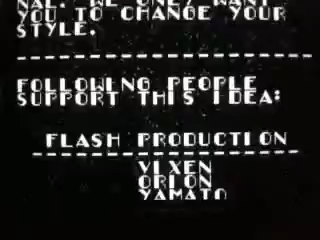 NAL. WE ONLY WANT
YOU TO CHANGE YOUR
STYLE.
--------------------
FOLLOWING PEOPLE
SUPPORT THIS IDEA:
FLASH PRODUCTION
------------------
VIXEN
ORION
YAMATO